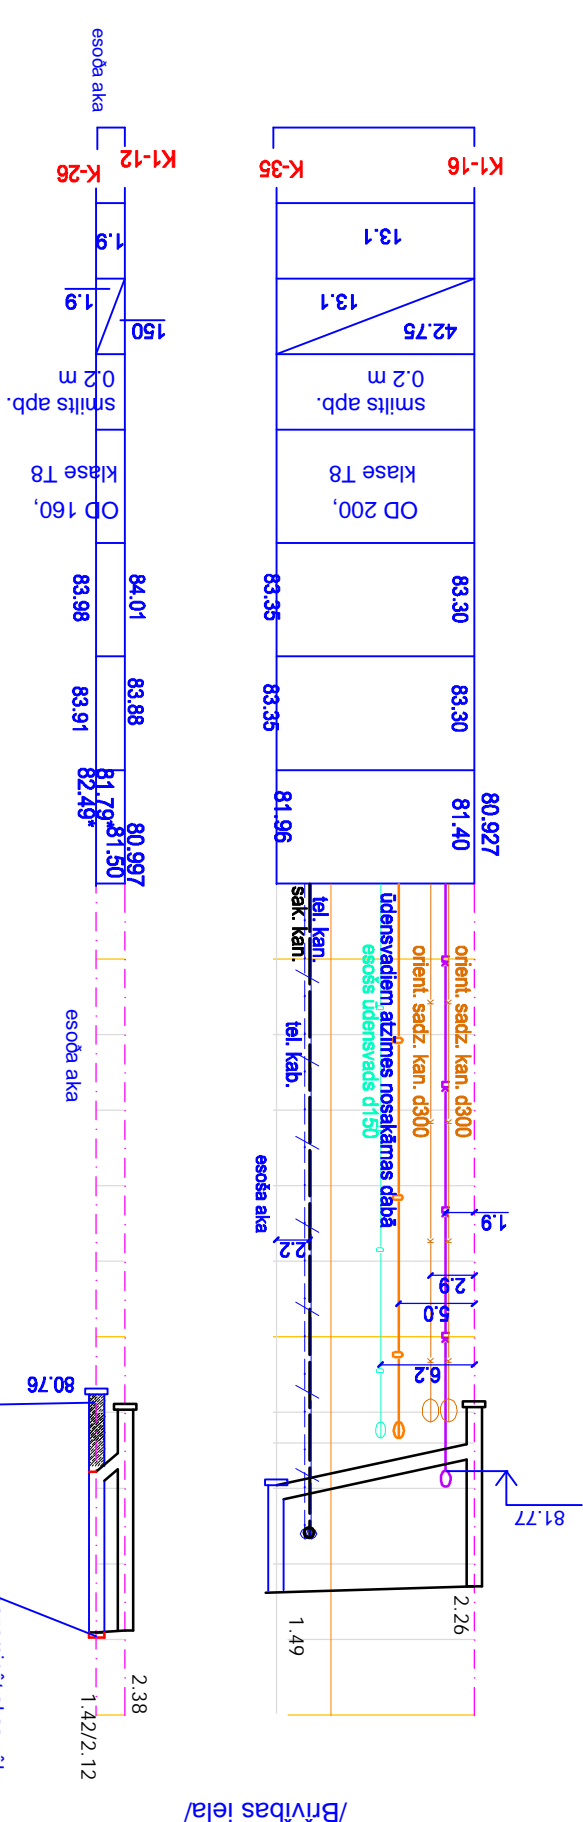 esoða aka
K-26
K1-12
K-35
K1-16
1.9
13.1
1.9
150
13.1
42.75
0.2 m
smilts apb.
0.2 m
smilts apb.
klase T8
OD 160,
klase T8
OD 200,
83.98
84.01
83.35
83.30
83.91
83.88
83.35
83.30
82.49*
81.79*
81.50
80.997
81.96
81.40
80.927
sak. kan.
tel. kan.
tel. kab.
esošs ūdensvads d150
ūdensvadiem atzīmes nosakāmas dabā
orient. sadz. kan. d300
orient. sadz. kan. d300
esoða aka
esoša aka
2.2
1.9
2.9
5.0
6.2
80.76
81.77
1.49
2.26
2.38
1.42/2.12
/Brīvības iela/